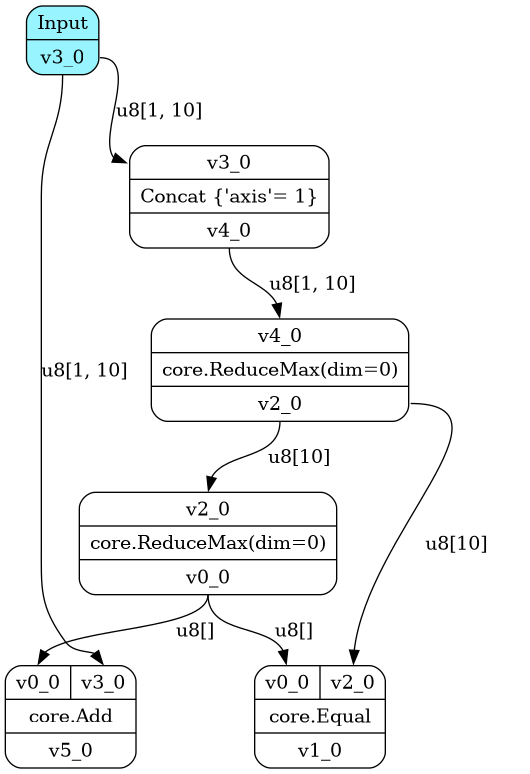 Input
v3_0
u8[1, 10]
v3_0
Concat {'axis'= 1}
v4_0
u8[1, 10]
v4_0
u8[1, 10]
core.ReduceMax(dim=0)
v2_0
u8[10]
v2_0
core.ReduceMax(dim=0)
u8[10]
v0_0
u8[] u8[]
v0_0 v3_0 v0_0 v2_0
core.Add core.Equal
v5_0 v1_0